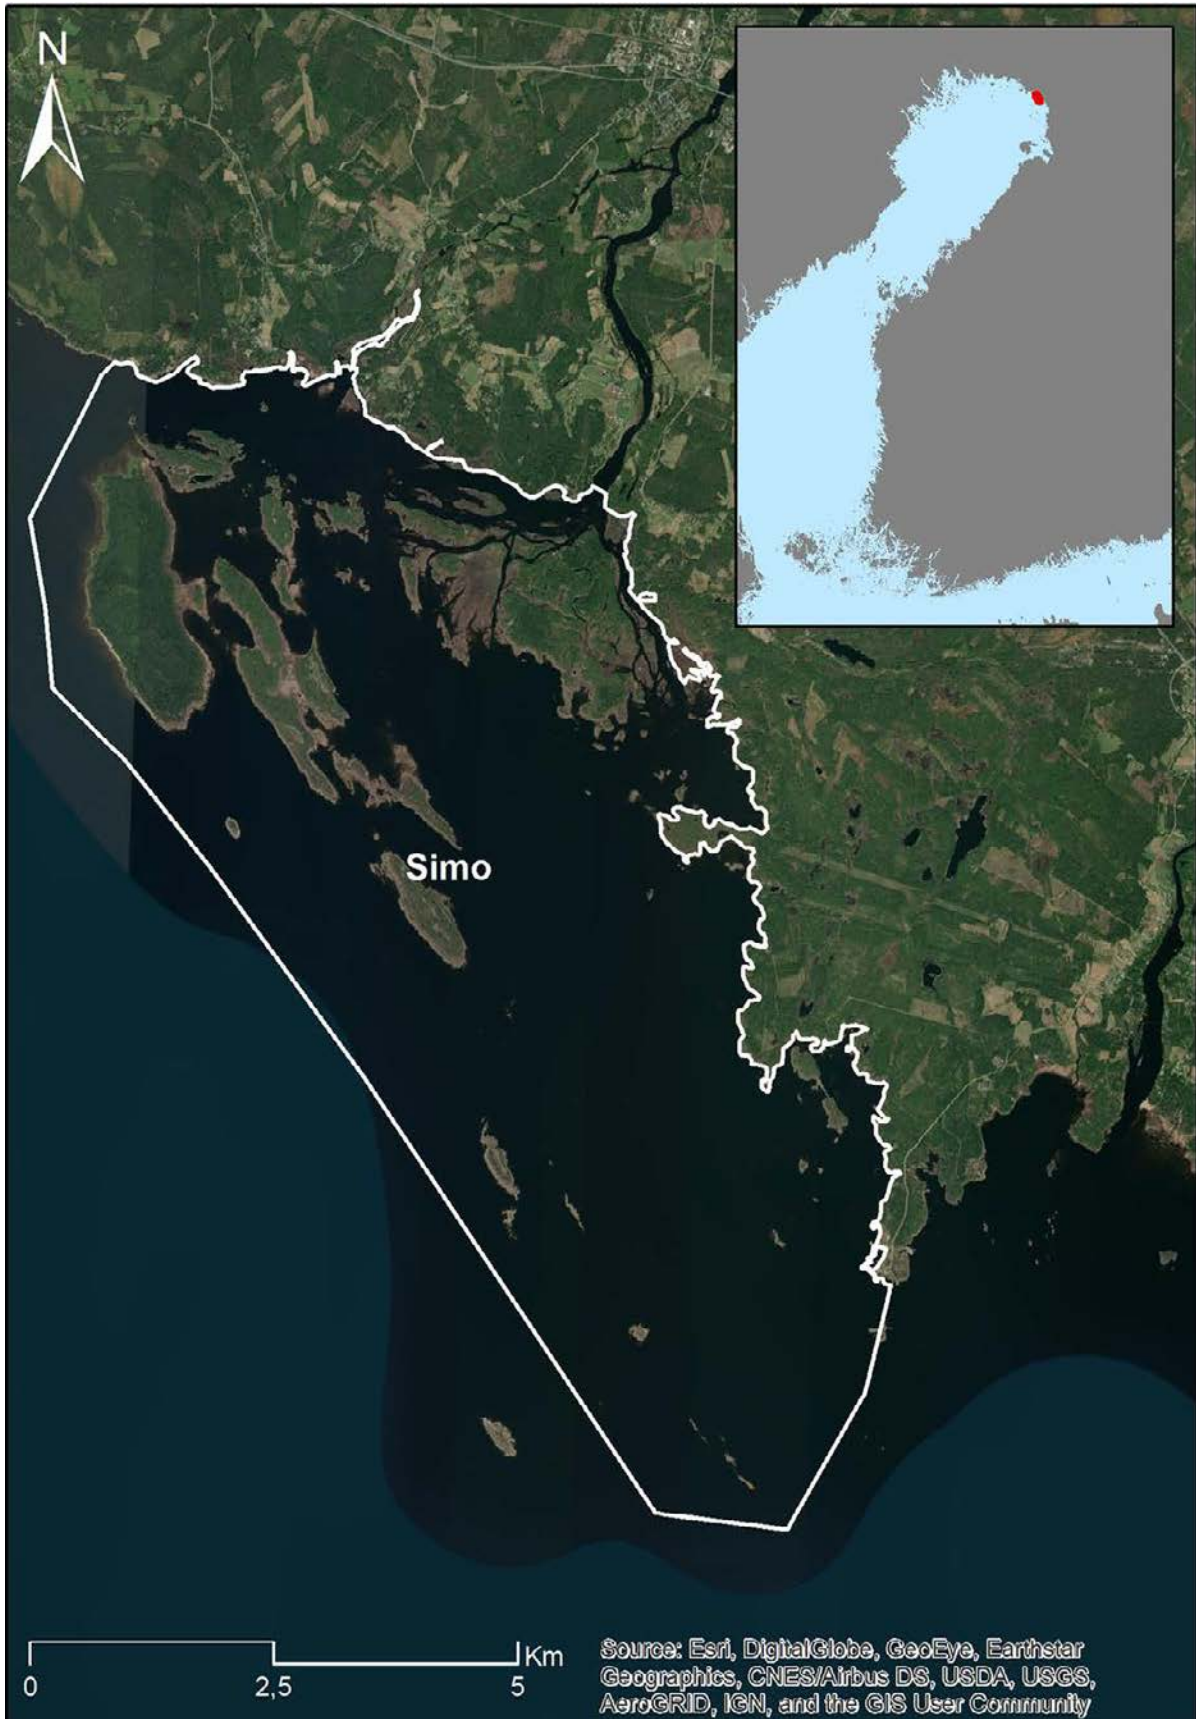 N
Simo
Km
0 2,5 5
Source: Esri, DigitalGlobe, GeoEye, Earthstar
Geographics, CNES/Airbus DS, USDA, USGS,
AeroGRID, IGN, and the GIS User Community